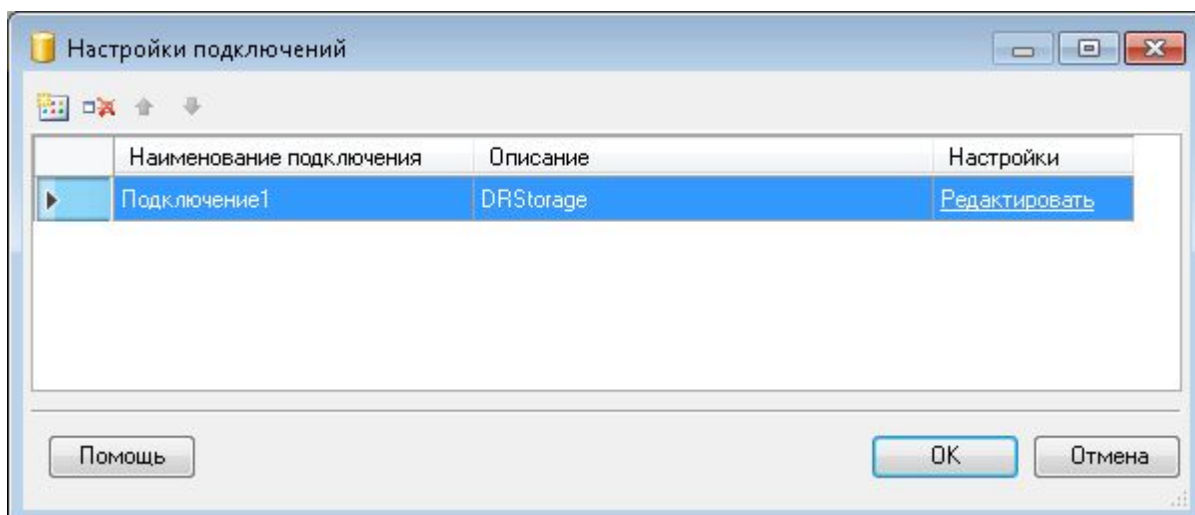 Настройки подключений
Наименование подключения Описание Настройки
Подключение1 DRStorage Редактировать
Помощь OK Отмена